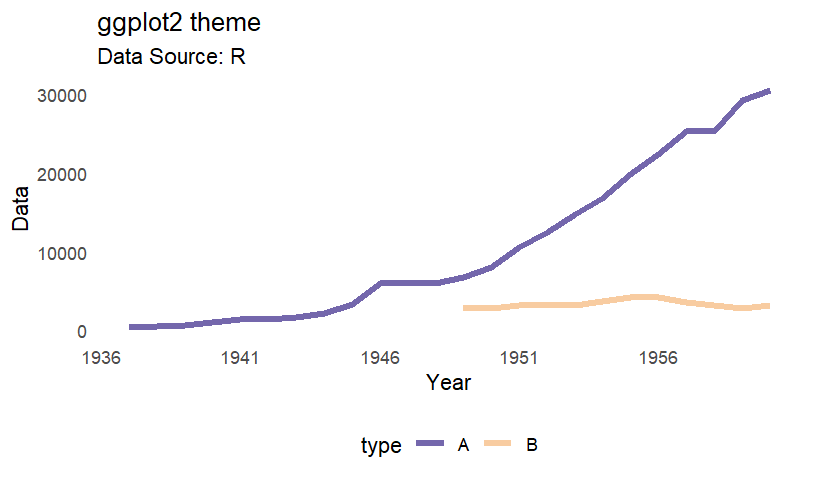 ggplot2 theme
Data Source: R
30000
20000
10000
0
Data
1936 1941 1946 1951 1956
Year
type A B